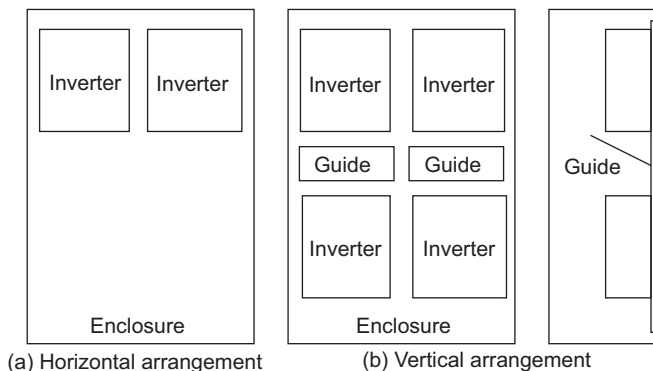 Inverter Inverter
Enclosure
(a) Horizontal arrangement
Inverter Inverter
Guide Guide
Inverter Inverter
Enclosure
Guide
(b) Vertical arrangement